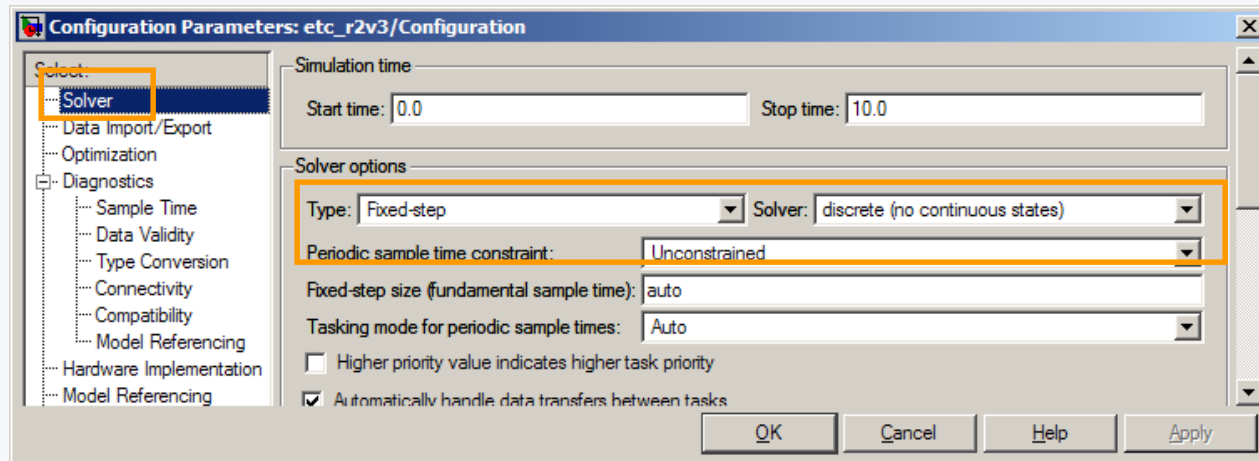 Configuration Parameters: etc_r2v3/Configuration
Select:
Solver
Data Import/Export
Optimization
Diagnostics
Sample Time
Data Validity
Type Conversion
Connectivity
Compatibility
Model Referencing
Hardware Implementation
Model Referencing
Simulation time
Start time: 0.0 Stop time: 10.0
Solver options
Type: Fixed-step Solver: discrete (no continuous states)
Periodic sample time constraint: Unconstrained
Fixed-step size (fundamental sample time): auto
Tasking mode for periodic sample times: Auto
Higher priority value indicates higher task priority
Automatically handle data transfers between tasks
OK Cancel Help Apply